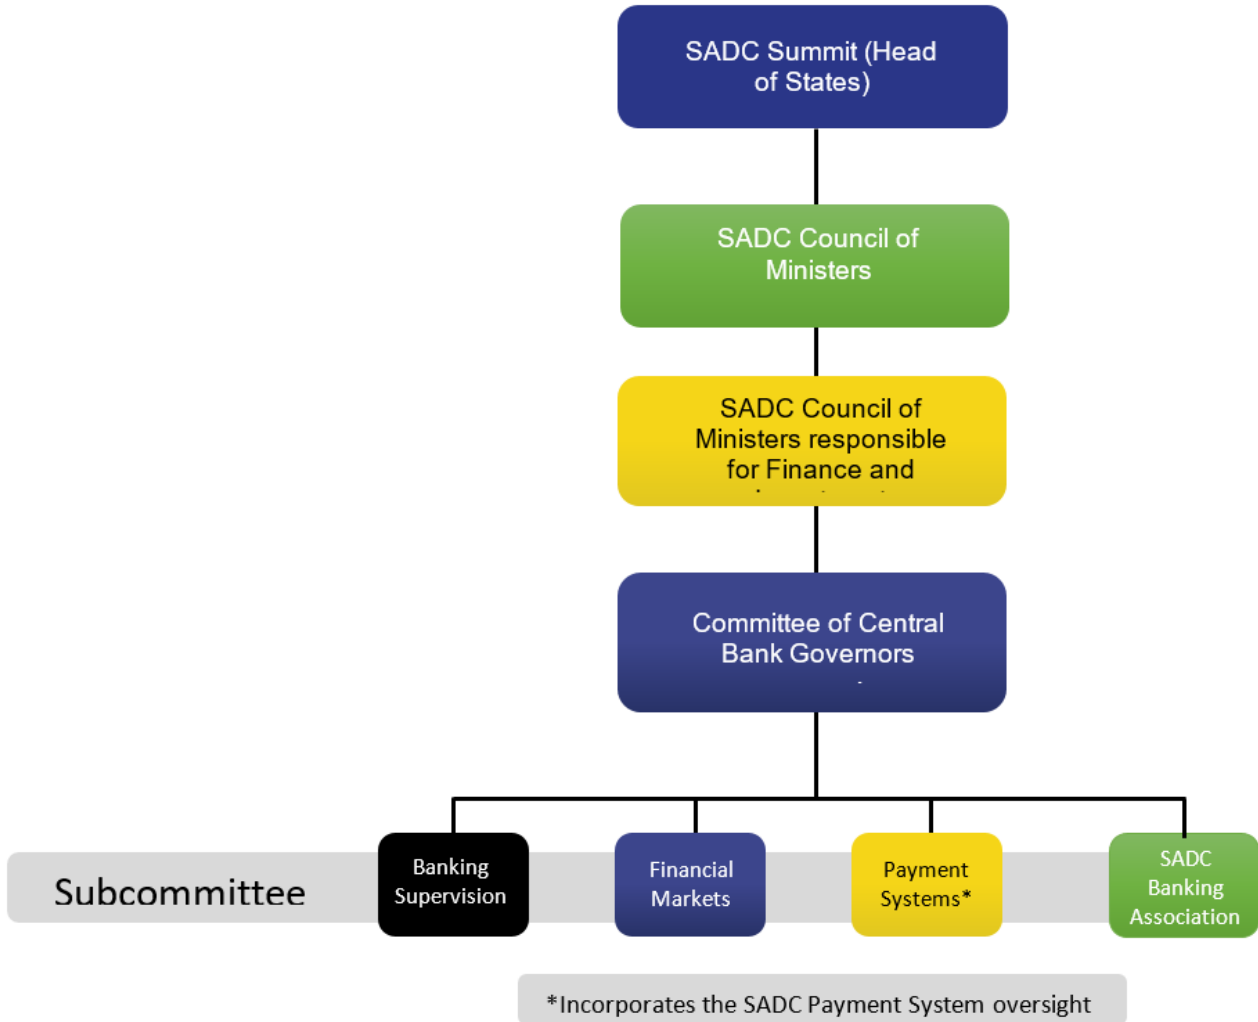 SADC Summit (Head
of States)
SADC Council of
Ministers
SADC Council of
Ministers responsible
for Finance and
Committee of Central
Bank Governors
Subcommittee
Banking
Supervision
Financial
Markets
Payment
Systems*
SADC
Banking
Association
*Incorporates the SADC Payment System oversight